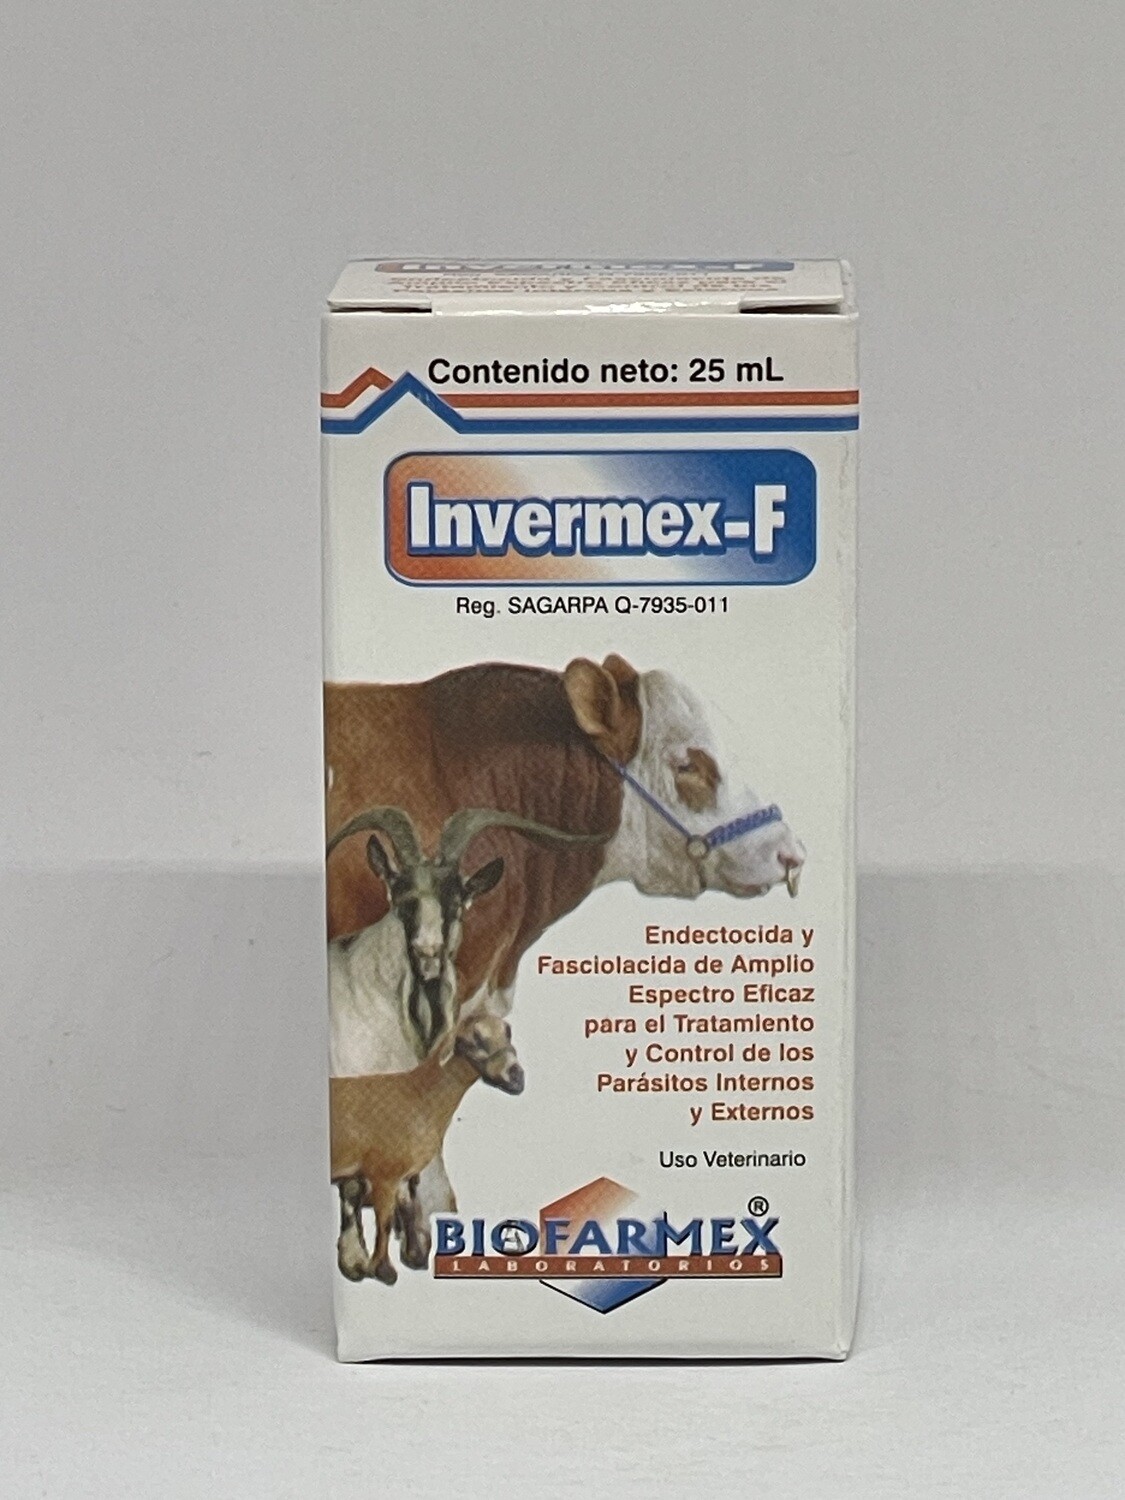 Invermex-F
Contenido neto: 25 mL
Invermex-F
Reg. SAGARPA Q-7935-011
Endectocida y
Fasciolacida de Amplio
Espectro Eficaz
para el Tratamiento
y Control de los
Parásitos Internos
y Externos
Uso Veterinario
BIOFARMEX®
LABORATORIOS